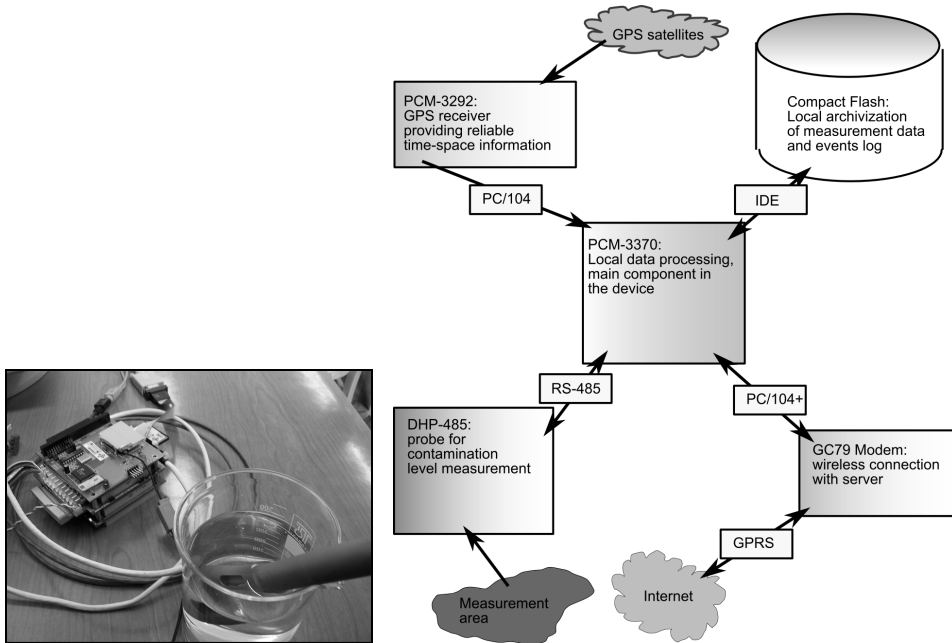 GPS satellites
PCM-3292:
GPS receiver
providing reliable
time-space information
Compact Flash:
Local archivization
of measurement data
and events log
PC/104
IDE
PCM-3370:
Local data processing,
main component in
the device
RS-485
PC/104+
DHP-485:
probe for
contamination
level measurement
GC79 Modem:
wireless connection
with server
GPRS
Measurement
area
Internet